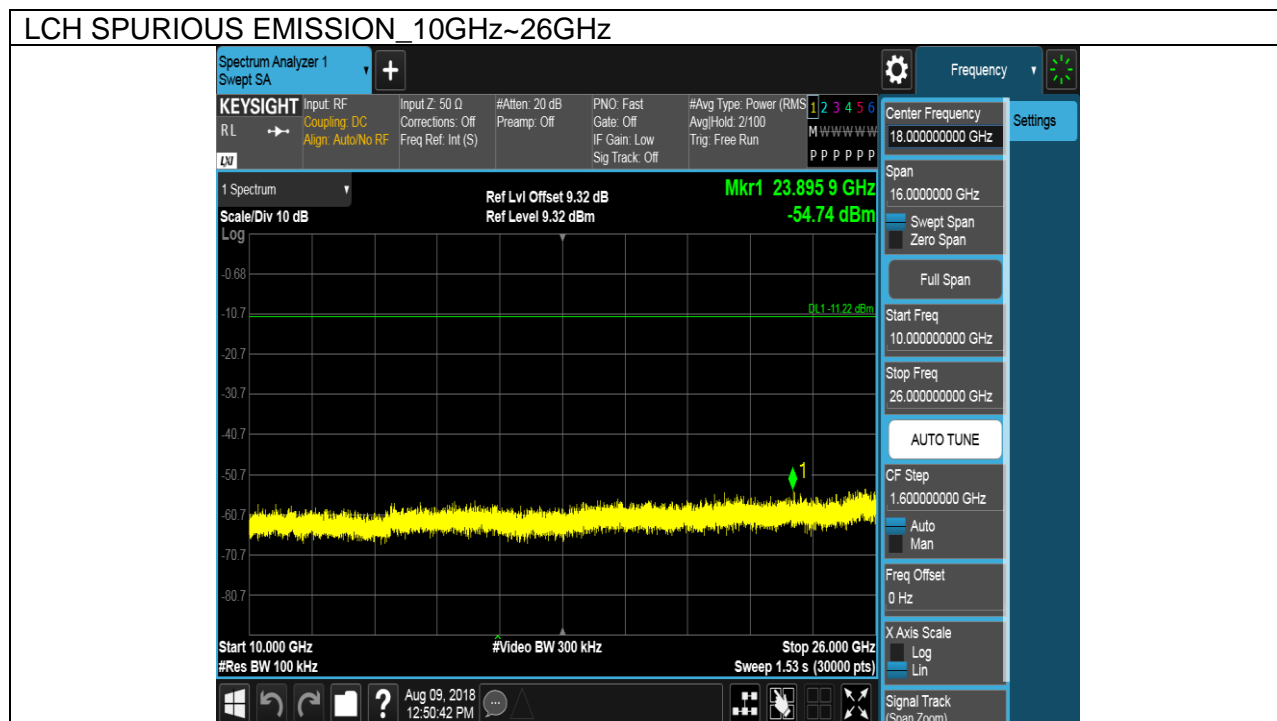 LCH SPURIOUS EMISSION_10GHz~26GHz
Spectrum Analyzer 1
Swept SA
+
Frequency
KEYSIGHT
RL
LXI
Input: RF
Coupling: DC
Align: Auto/No RF
Input Z: 50 Ω
Corrections: Off
Freq Ref: Int (S)
#Atten: 20 dB
Preamp: Off
PNO: Fast
Gate: Off
IF Gain: Low
Sig Track: Off
#Avg Type: Power (RMS
Avg|Hold: 2/100
Trig: Free Run
1 2 3 4 5 6
M W W W W W
P P P P P P
1 Spectrum
Scale/Div 10 dB
Log
Ref Lvl Offset 9.32 dB
Ref Level 9.32 dBm
Mkr1 23.895 9 GHz
-54.74 dBm
-0.68
-10.7
-20.7
-30.7
-40.7
-50.7
-60.7
-70.7
-80.7
DL1 -11.22 dBm
1
Start 10.000 GHz
#Res BW 100 kHz
#Video BW 300 kHz
Stop 26.000 GHz
Sweep 1.53 s (30000 pts)
Center Frequency
18.000000000 GHz
Settings
Span
16.0000000 GHz
Swept Span
Zero Span
Full Span
Start Freq
10.000000000 GHz
Stop Freq
26.000000000 GHz
AUTO TUNE
CF Step
1.600000000 GHz
Auto
Man
Freq Offset
0 Hz
X Axis Scale
Log
Lin
Signal Track
(Span Zoom)
?
Aug 09, 2018
12:50:42 PM